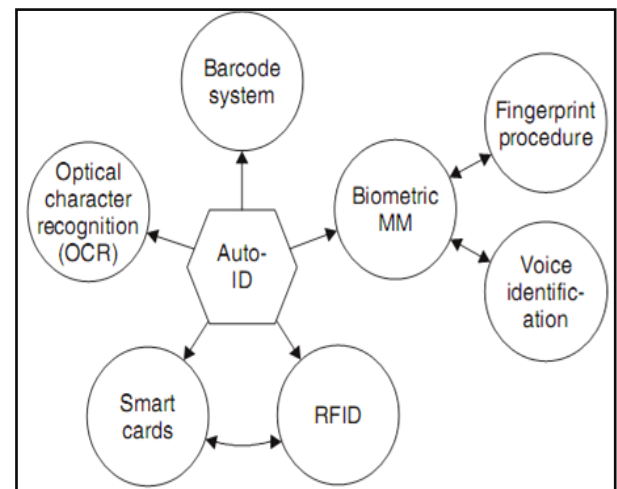 Barcode
system
Fingerprint
procedure
Optical
character
recognition
(OCR)
Biometric
MM
Auto-
ID
Voice
identific-
ation
Smart
cards
RFID